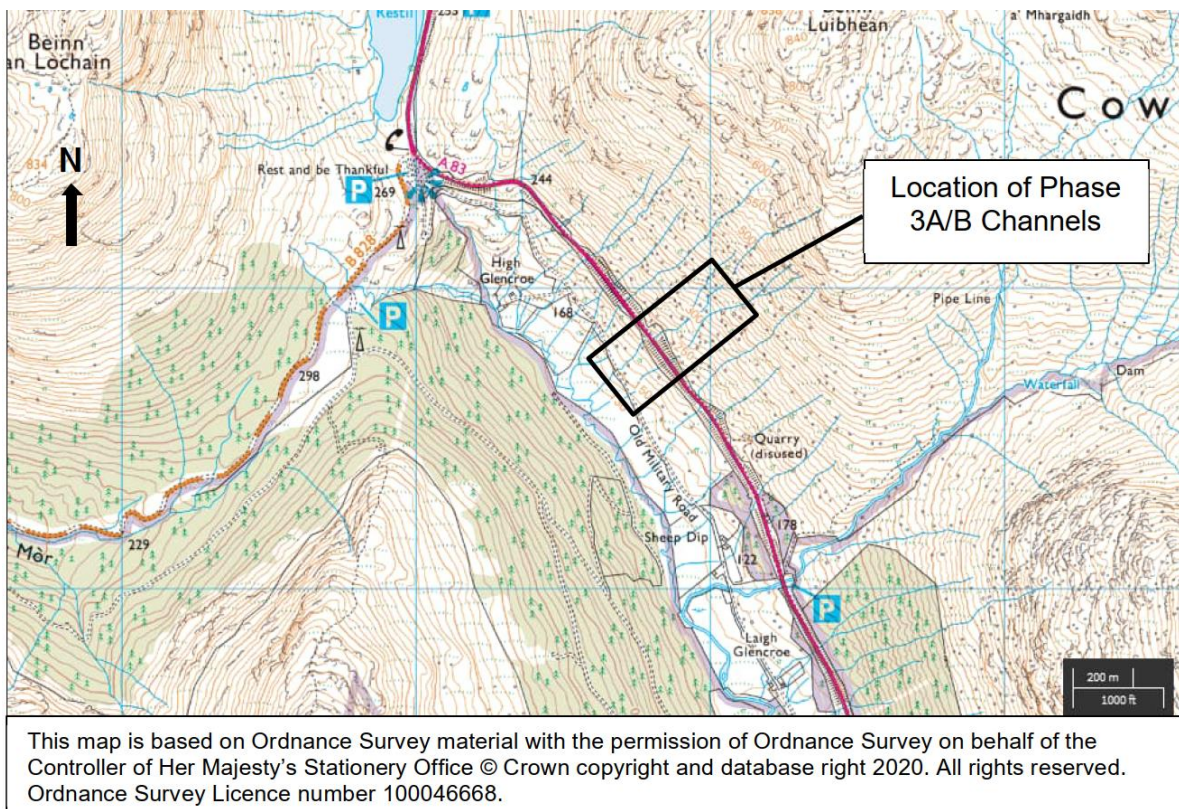 Restil
Luibhean
a' Mhargaidh
Bèinn
an Lòchain
Cow
834
N
Rest and be Thankful
A 83
P
269
244
Location of Phase
3A/B Channels
B 828
High
Glencroe
168
P
Pipe Line
298
Dam
Waterfall
Quarry
(disused)
Old Military Road
178
Sheep Dip
122
229
Mòr
P
Laigh
Glencroe
200 m
1000 ft
This map is based on Ordnance Survey material with the permission of Ordnance Survey on behalf of the
Controller of Her Majesty's Stationery Office © Crown copyright and database right 2020. All rights reserved.
Ordnance Survey Licence number 100046668.